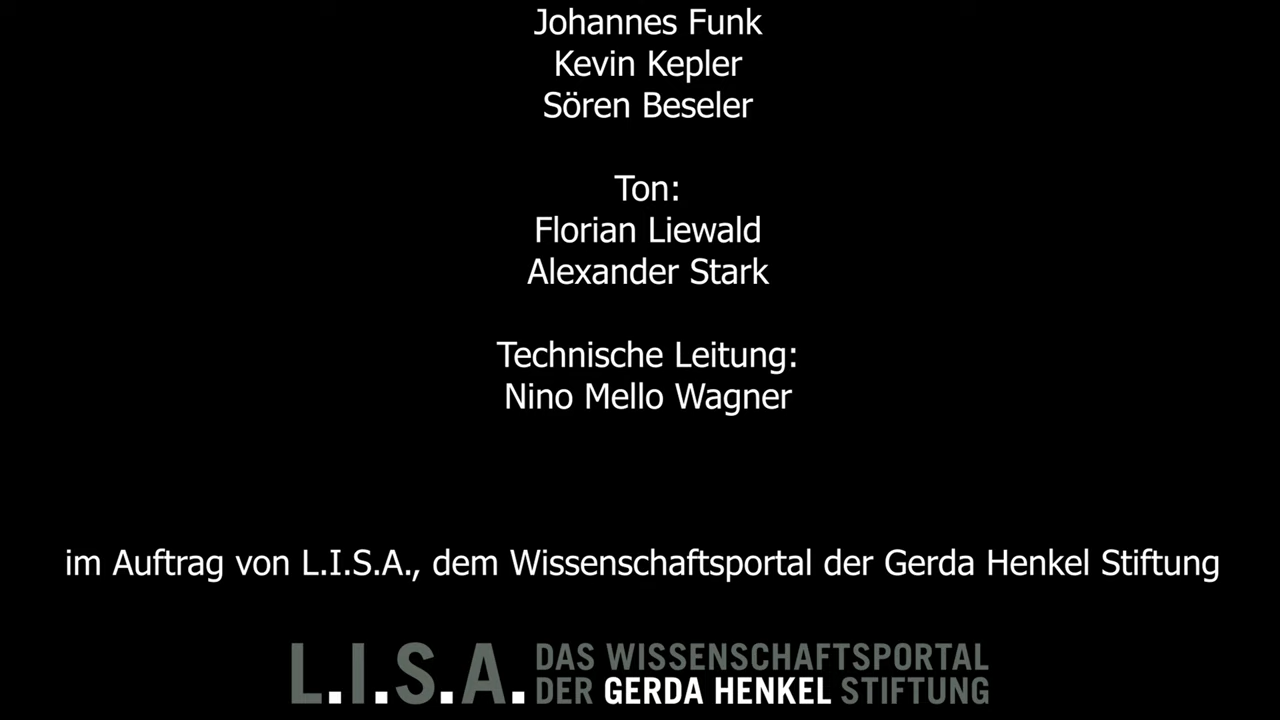 Johannes Funk
Kevin Kepler
Sören Beseler
Ton:
Florian Liewald
Alexander Stark
Technische Leitung:
Nino Mello Wagner
im Auftrag von L.I.S.A., dem Wissenschaftsportal der Gerda Henkel Stiftung
L.I.S.A. DAS WISSENSCHAFTSPORTAL
DER GERDA HENKEL STIFTUNG